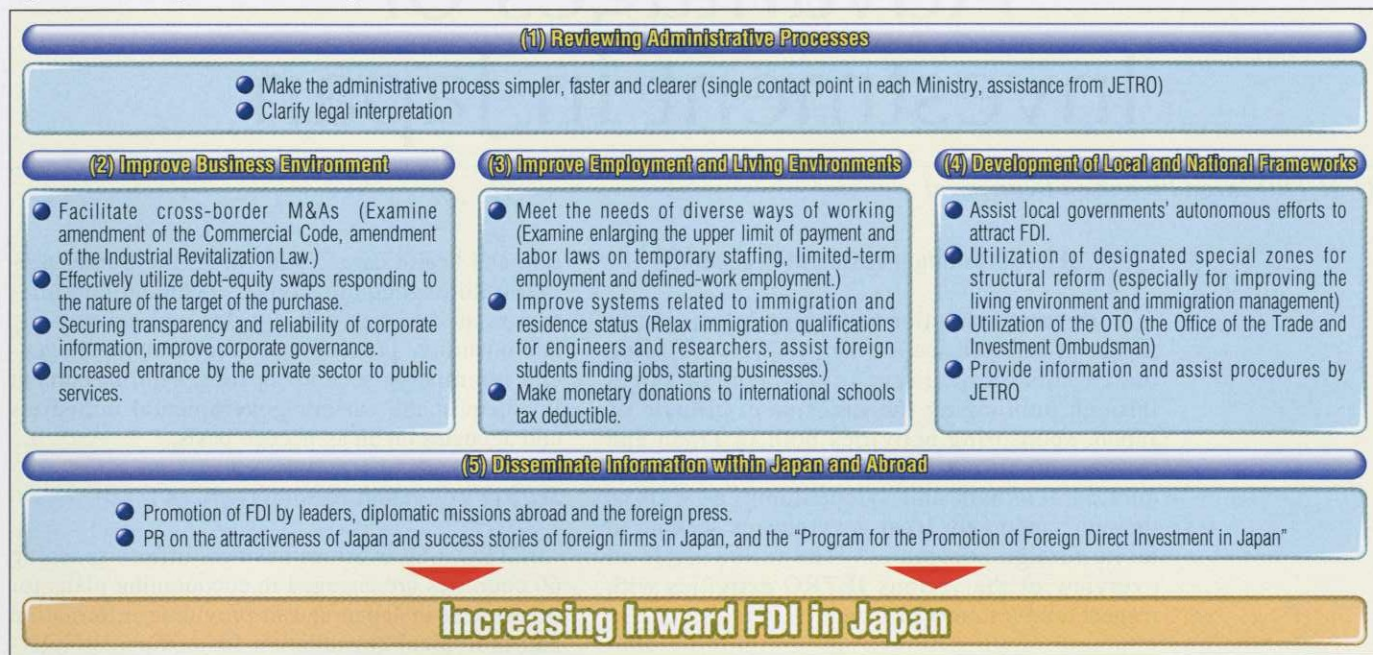 (1) Reviewing Administrative Processes
● Make the administrative process simpler, faster and clearer (single contact point in each Ministry, assistance from JETRO)
● Clarify legal interpretation
(2) Improve Business Environment
● Facilitate cross-border M&As (Examine
amendment of the Commercial Code, amendment
of the Industrial Revitalization Law.)
● Effectively utilize debt-equity swaps responding to
the nature of the target of the purchase.
● Securing transparency and reliability of corporate
information, improve corporate governance.
● Increased entrance by the private sector to public
services.
(3) Improve Employment and Living Environments
● Meet the needs of diverse ways of working
(Examine enlarging the upper limit of payment and
labor laws on temporary staffing, limited-term
employment and defined-work employment.)
● Improve systems related to immigration and
residence status (Relax immigration qualifications
for engineers and researchers, assist foreign
students finding jobs, starting businesses.)
● Make monetary donations to international schools
tax deductible.
(4) Development of Local and National Frameworks
● Assist local governments' autonomous efforts to
attract FDI.
● Utilization of designated special zones for
structural reform (especially for improving the
living environment and immigration management)
● Utilization of the OTO (the Office of the Trade and
Investment Ombudsman)
● Provide information and assist procedures by
JETRO
(5) Disseminate Information within Japan and Abroad
● Promotion of FDI by leaders, diplomatic missions abroad and the foreign press.
● PR on the attractiveness of Japan and success stories of foreign firms in Japan, and the “Program for the Promotion of Foreign Direct Investment in Japan”
Increasing Inward FDI in Japan